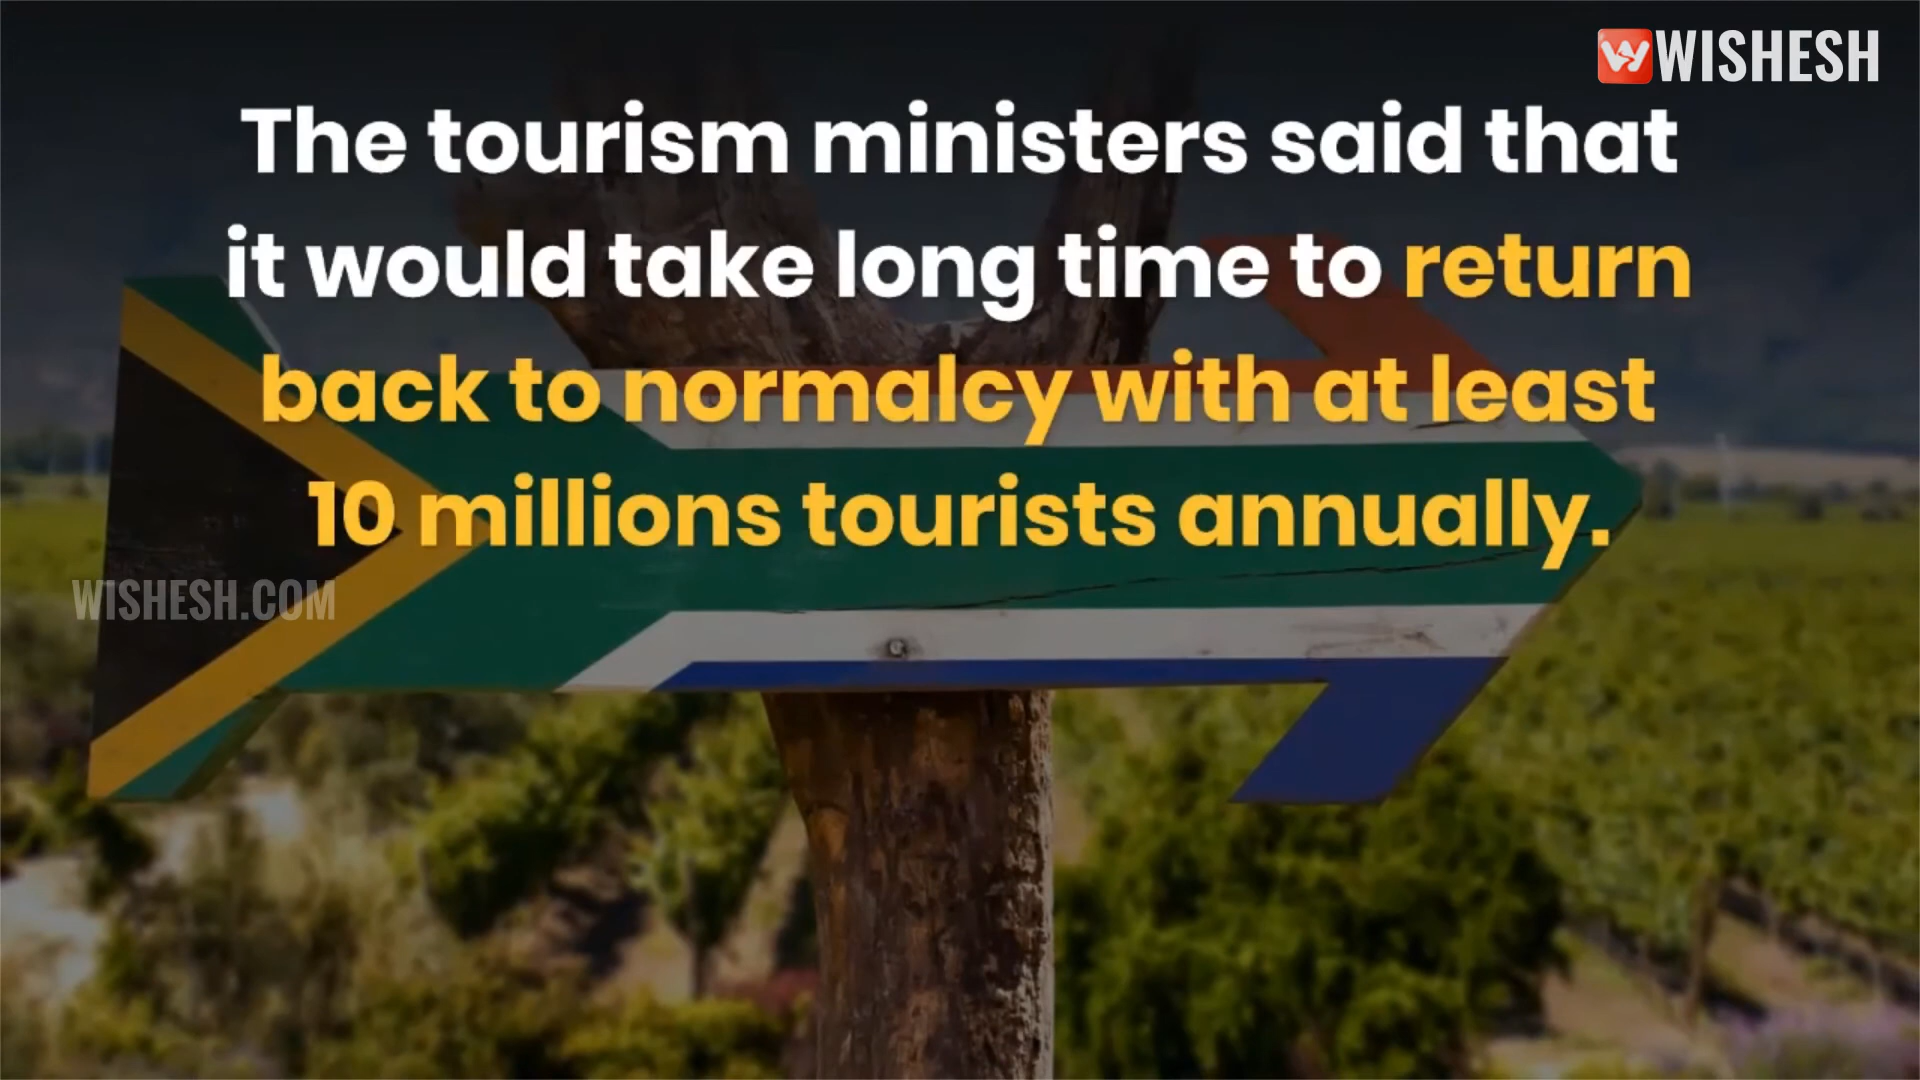 WISHESH
The tourism ministers said that
it would take long time to return
back to normalcy with at least
10 millions tourists annually.
WISHESH.COM